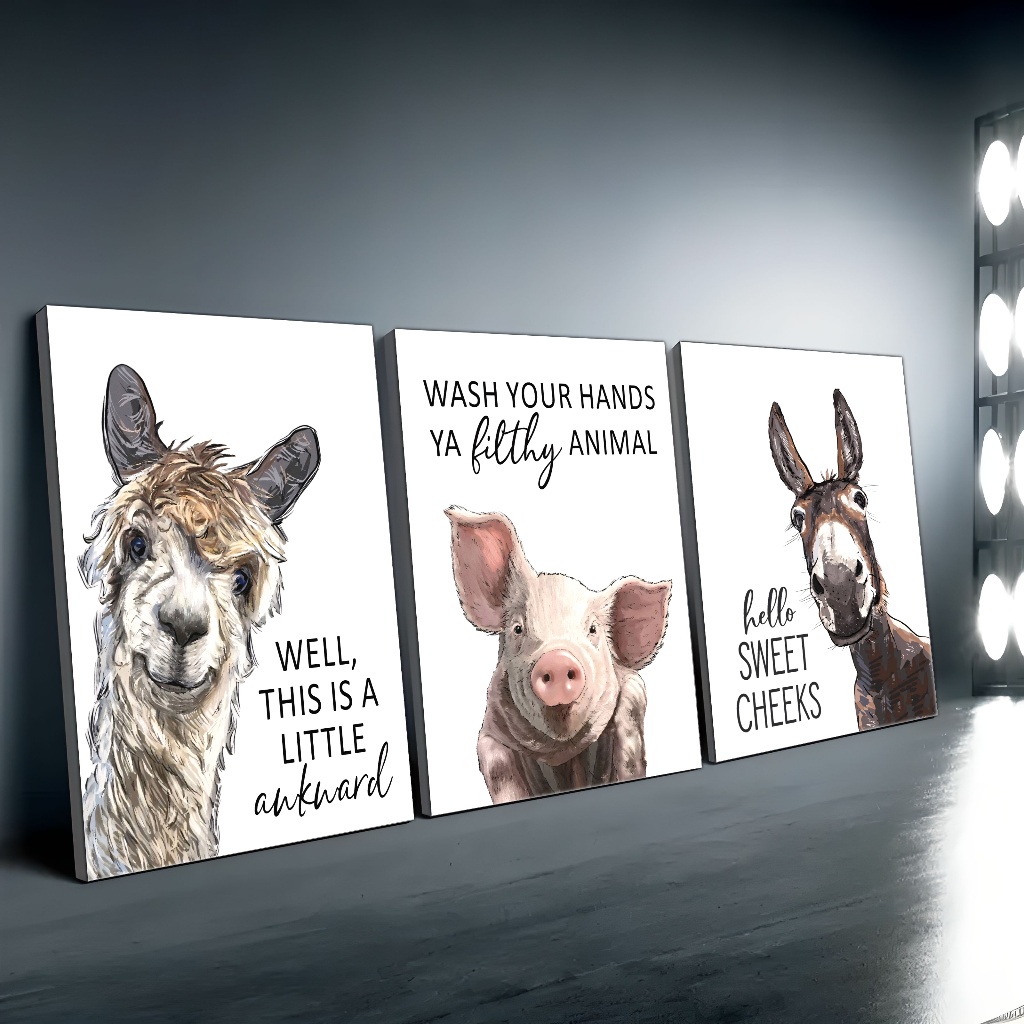 WELL,
THIS IS A
LITTLE
awkward
WASH YOUR HANDS
YA filthy ANIMAL
hello
SWEET
CHEEKS